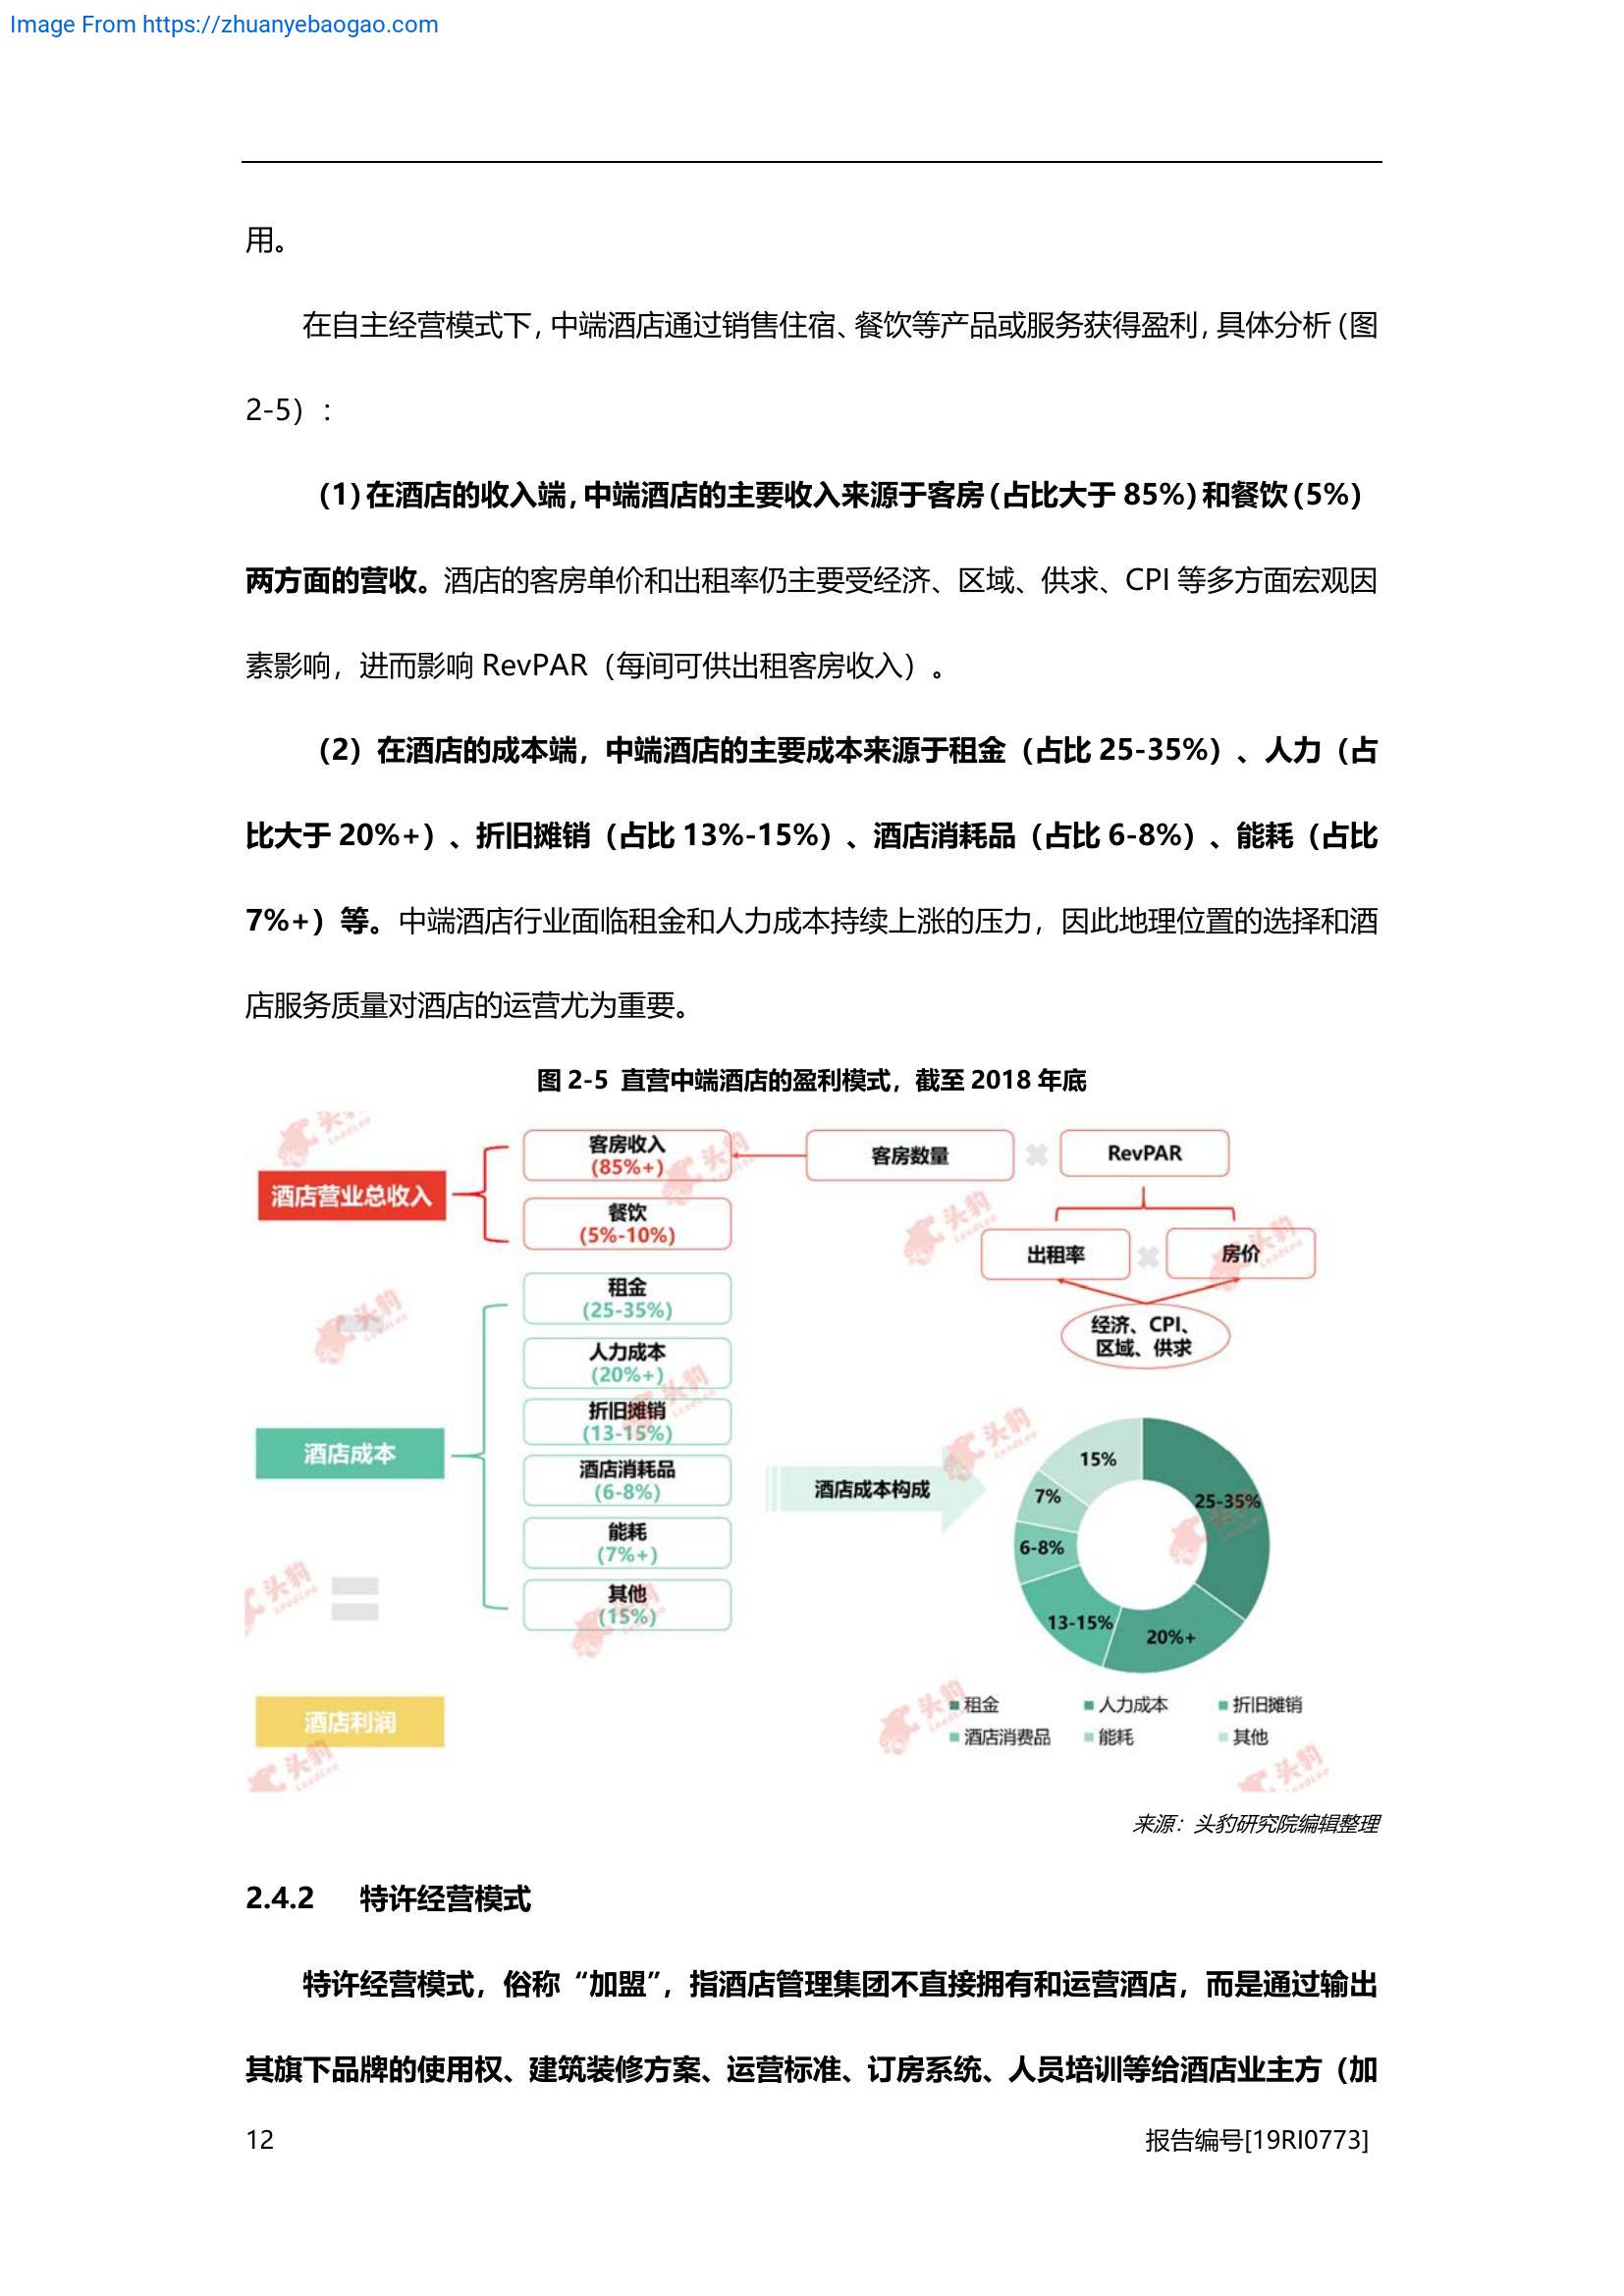 Image From https://zhuanyebaogao.com
用。
在自主经营模式下，中端酒店通过销售住宿、餐饮等产品或服务获得盈利，具体分析（图
2-5）：
（1）在酒店的收入端，中端酒店的主要收入来源于客房（占比大于 85%）和餐饮（5%）
两方面的营收。酒店的客房单价和出租率仍主要受经济、区域、供求、CPI 等多方面宏观因
素影响，进而影响 RevPAR（每间可供出租客房收入）。
（2）在酒店的成本端，中端酒店的主要成本来源于租金（占比 25-35%）、人力（占
比大于 20%+）、折旧摊销（占比 13%-15%）、酒店消耗品（占比 6-8%）、能耗（占比
7%+）等。中端酒店行业面临租金和人力成本持续上涨的压力，因此地理位置的选择和酒
店服务质量对酒店的运营尤为重要。
图 2-5 直营中端酒店的盈利模式，截至 2018 年底
酒店营业总收入
客房收入
(85%+)
客房数量
RevPAR
餐饮
(5%-10%)
出租率
房价
经济、CPI、
区域、供求
酒店成本
租金
(25-35%)
人力成本
(20%+)
折旧摊销
(13-15%)
酒店消耗品
(6-8%)
能耗
(7%+)
其他
(15%)
酒店成本构成
15%
25-35%
7%
6-8%
13-15%
20%+
租金 人力成本 折旧摊销
酒店消费品 能耗 其他
酒店利润
头豹
LeadLeo
来源：头豹研究院编辑整理
2.4.2 特许经营模式
特许经营模式，俗称“加盟”，指酒店管理集团不直接拥有和运营酒店，而是通过输出
其旗下品牌的使用权、建筑装修方案、运营标准、订房系统、人员培训等给酒店业主方（加
12 报告编号[19RI0773]